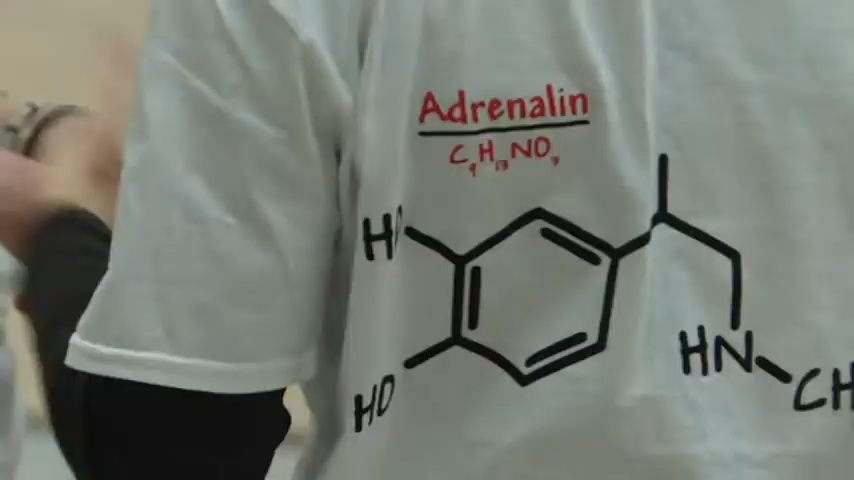 Adrenalin
C₉H₁₃NO₃
HO
HO
HN
CH